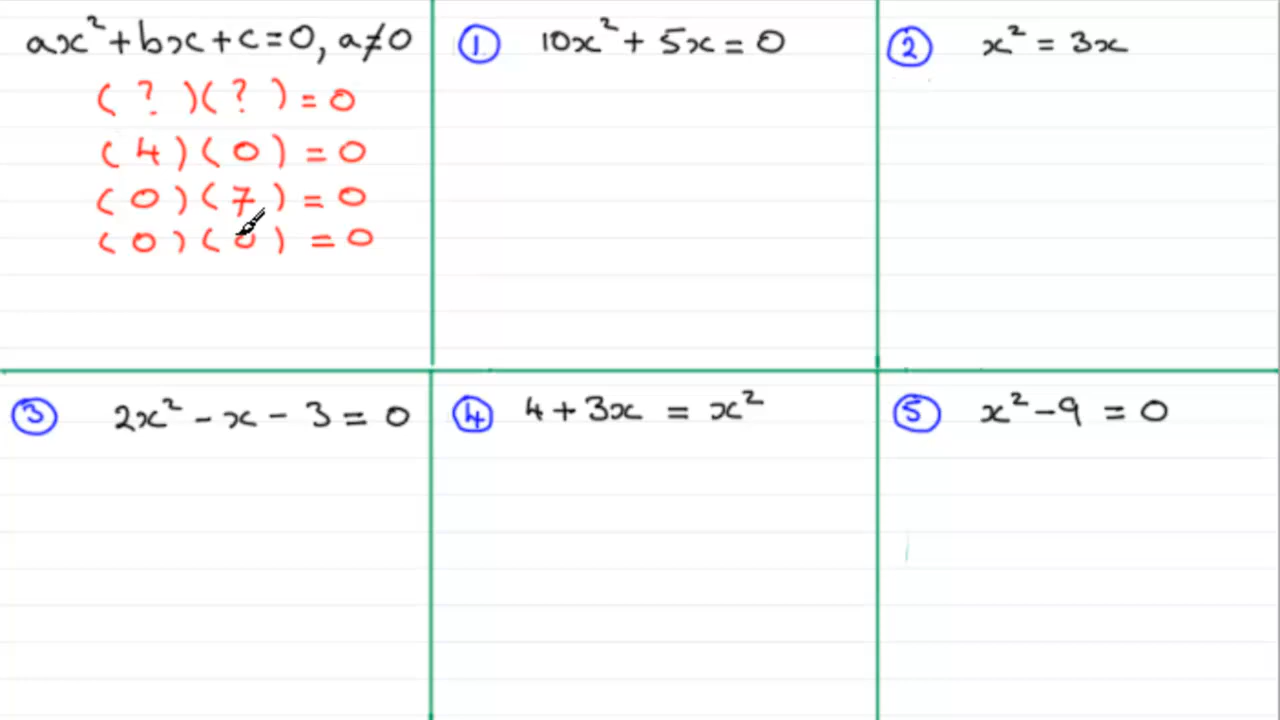 ax² + bx + c = 0, a ≠ 0
( ? )( ? ) = 0
( 4 ) ( 0 ) = 0
( 0 ) ( 7 ) = 0
( 0 ) ( 0 ) = 0
① 10x² + 5x = 0
② x² = 3x
③ 2x² - x - 3 = 0
④ 4 + 3x = x²
⑤ x² - 9 = 0